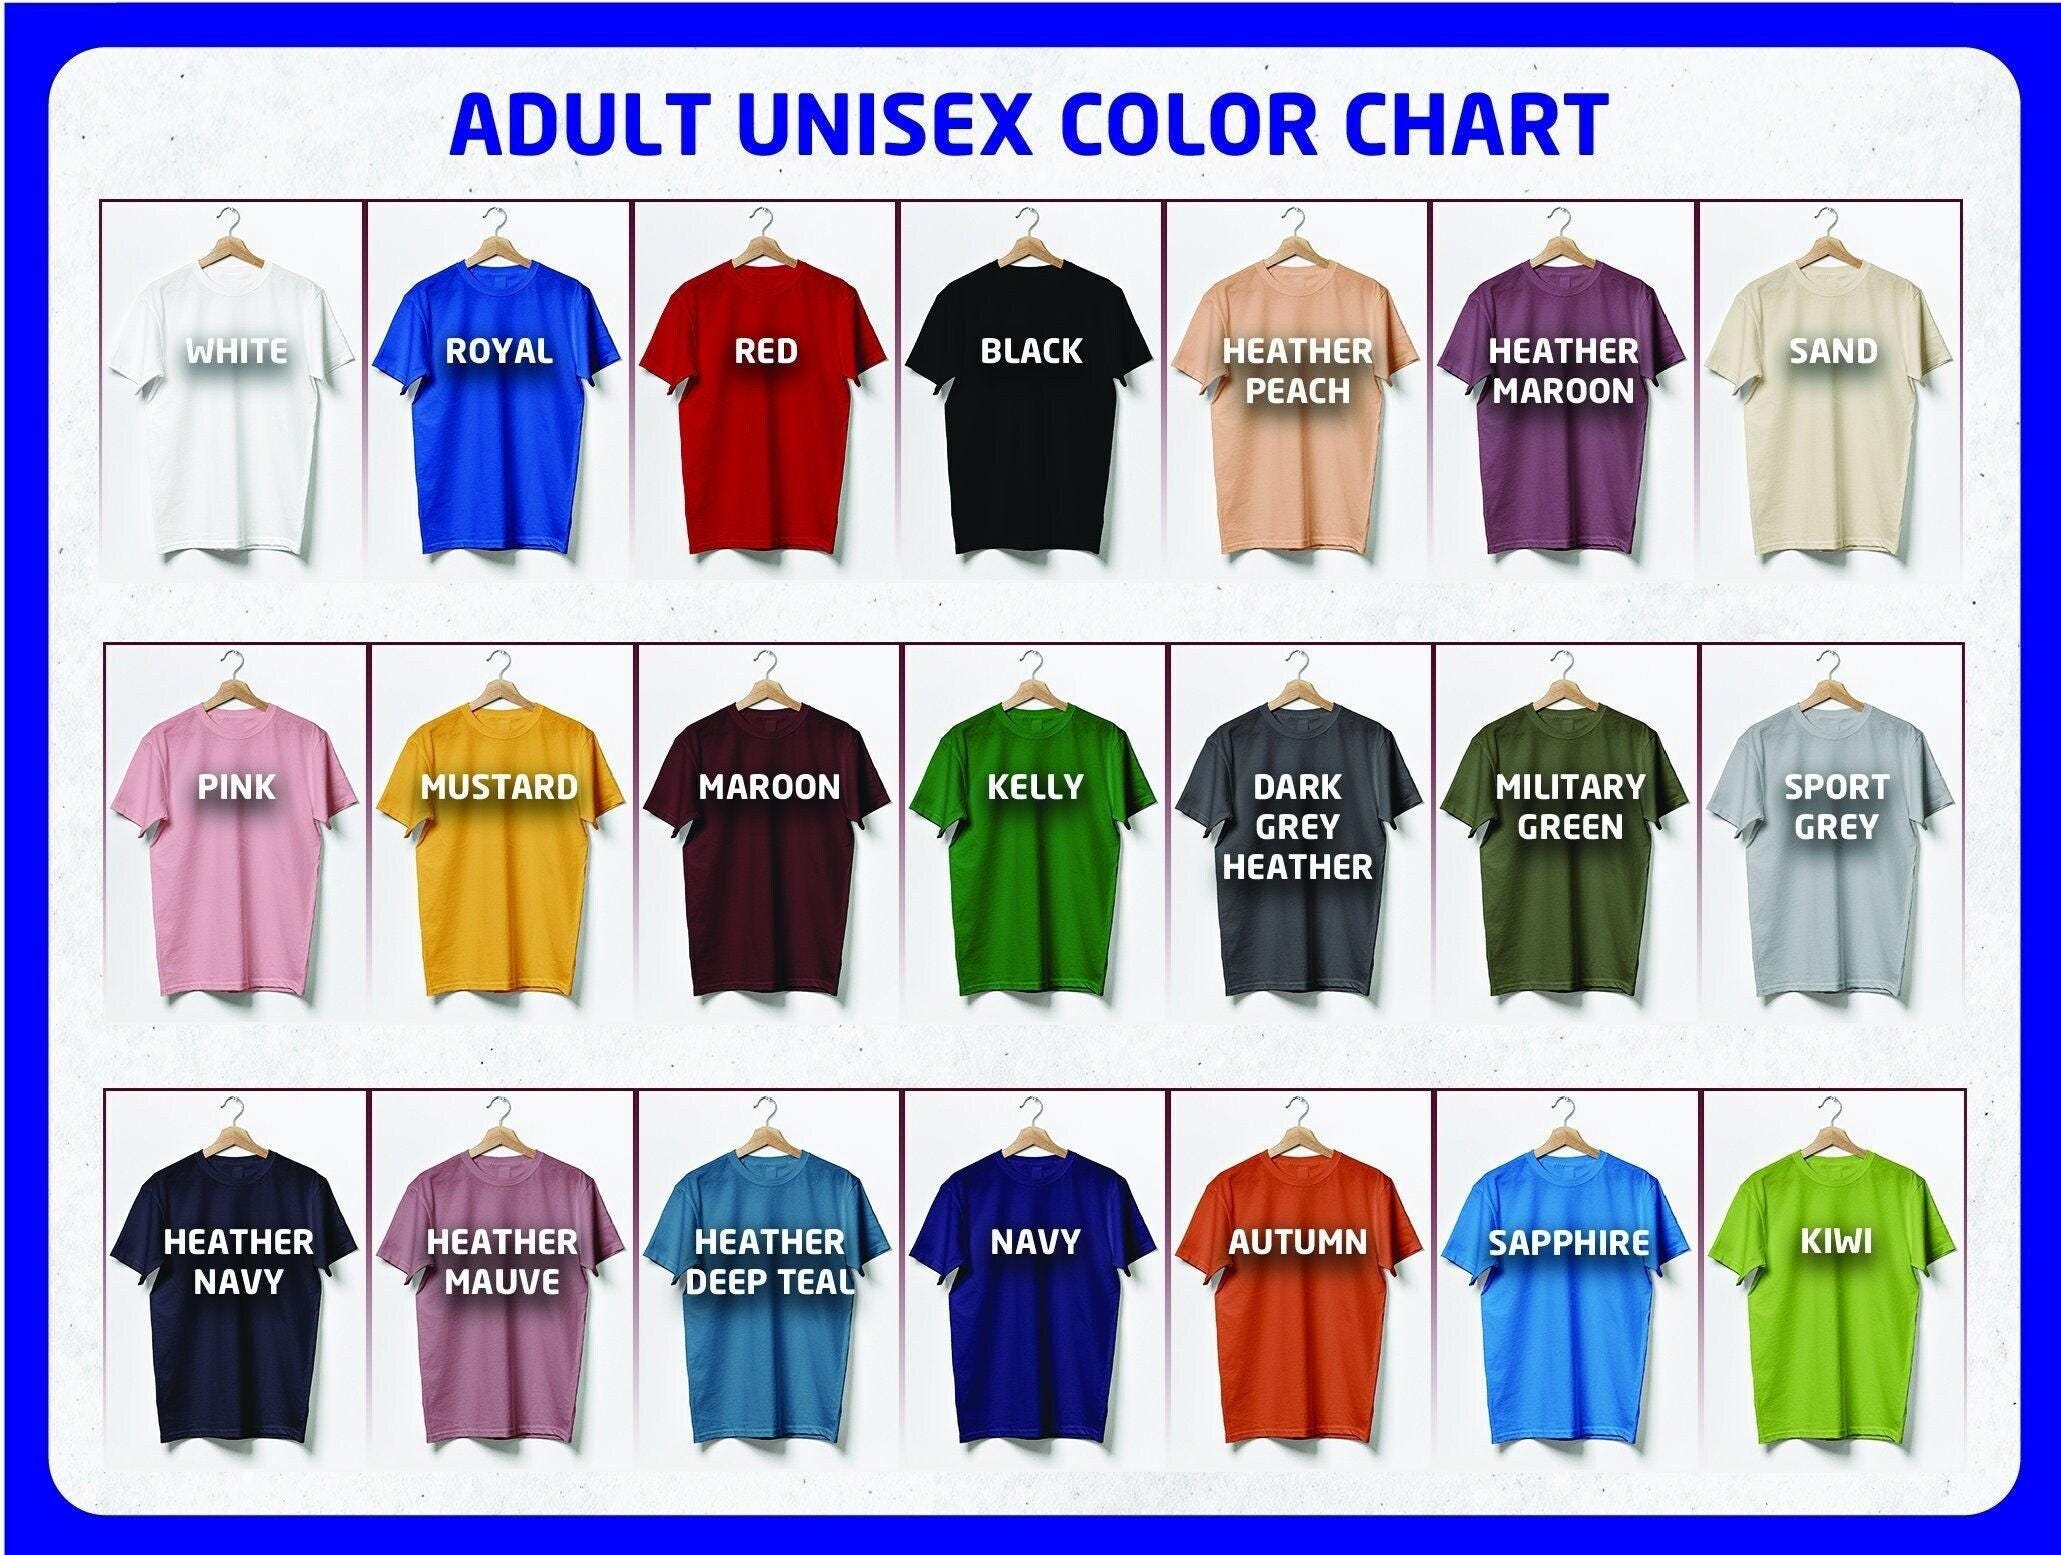 ADULT UNISEX COLOR CHART
WHITE
ROYAL
RED
BLACK
HEATHER
PEACH
HEATHER
MAROON
SAND
PINK
MUSTARD
MAROON
KELLY
DARK
GREY
HEATHER
MILITARY
GREEN
SPORT
GREY
HEATHER
NAVY
HEATHER
MAUVE
HEATHER
DEEP TEAL
NAVY
AUTUMN
SAPPHIRE
KIWI